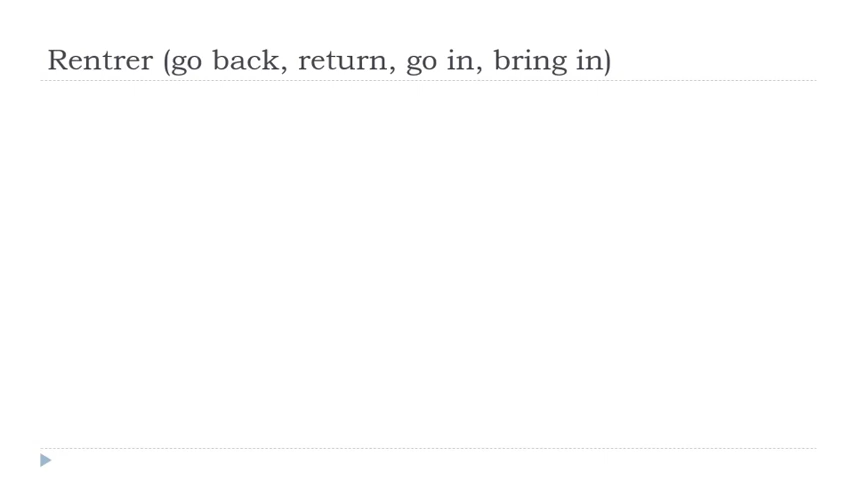 Rentrer (go back, return, go in, bring in)